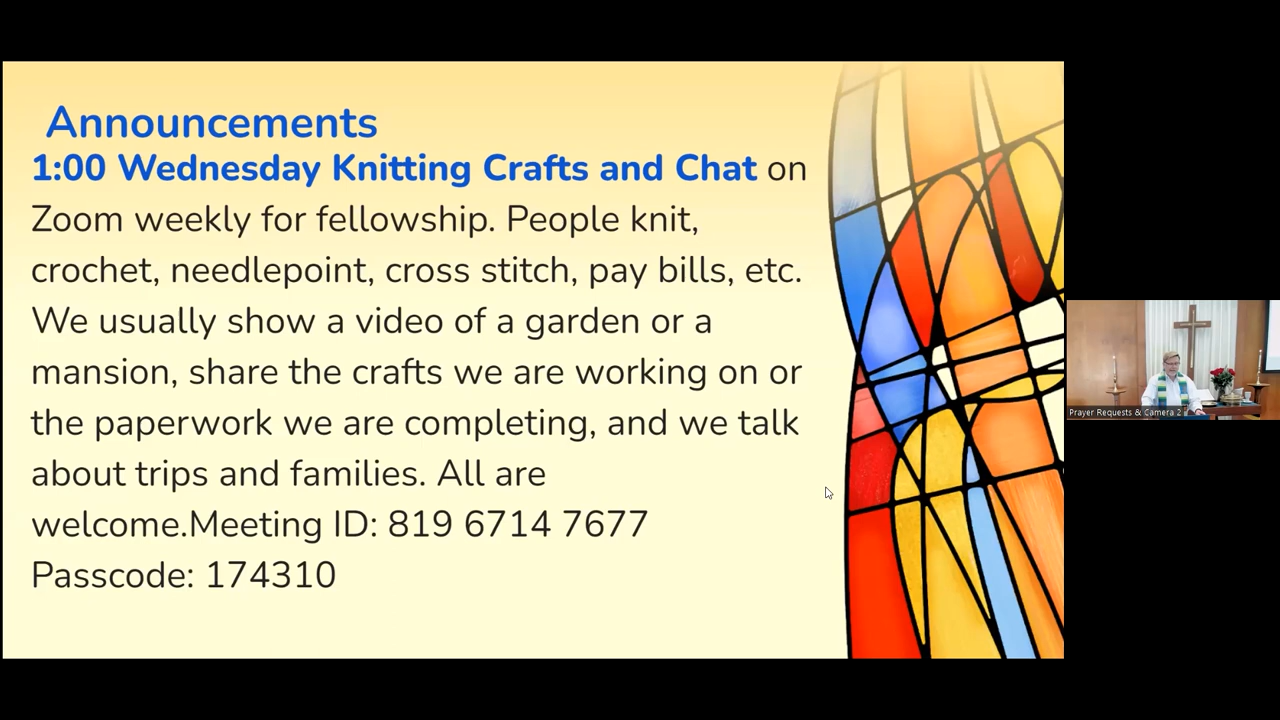 Announcements
1:00 Wednesday Knitting Crafts and Chat on
Zoom weekly for fellowship. People knit,
crochet, needlepoint, cross stitch, pay bills, etc.
We usually show a video of a garden or a
mansion, share the crafts we are working on or
the paperwork we are completing, and we talk
about trips and families. All are
welcome.Meeting ID: 819 6714 7677
Passcode: 174310
Prayer Requests & Camera 2